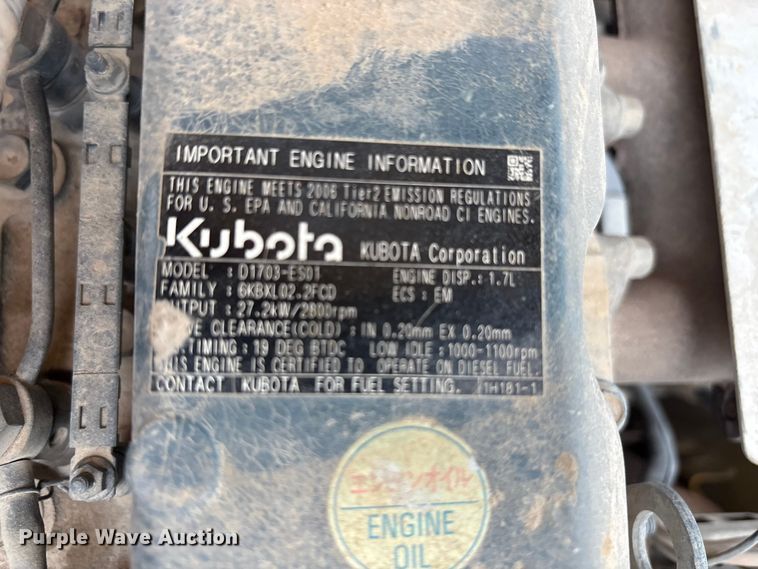 IMPORTANT ENGINE INFORMATION
THIS ENGINE MEETS 2006 Tier2 EMISSION REGULATIONS
FOR U. S. EPA AND CALIFORNIA NONROAD CI ENGINES.
Kubota KUBOTA Corporation
MODEL : D1703-ES01 ENGINE DISP.: 1.7L
FAMILY : 6KBXL02.2FCD ECS : EM
OUTPUT : 27.2kW/2800rpm
CLEARANCE(COLD) : IN 0.20mm EX 0.20mm
TIMING : 19 DEG BTDC LOW IDLE : 1000-1100rpm
THIS ENGINE IS CERTIFIED TO OPERATE ON DIESEL FUEL.
CONTACT KUBOTA FOR FUEL SETTING. 1H181-1
エンジンオイル
ENGINE
OIL
Purple Wave Auction